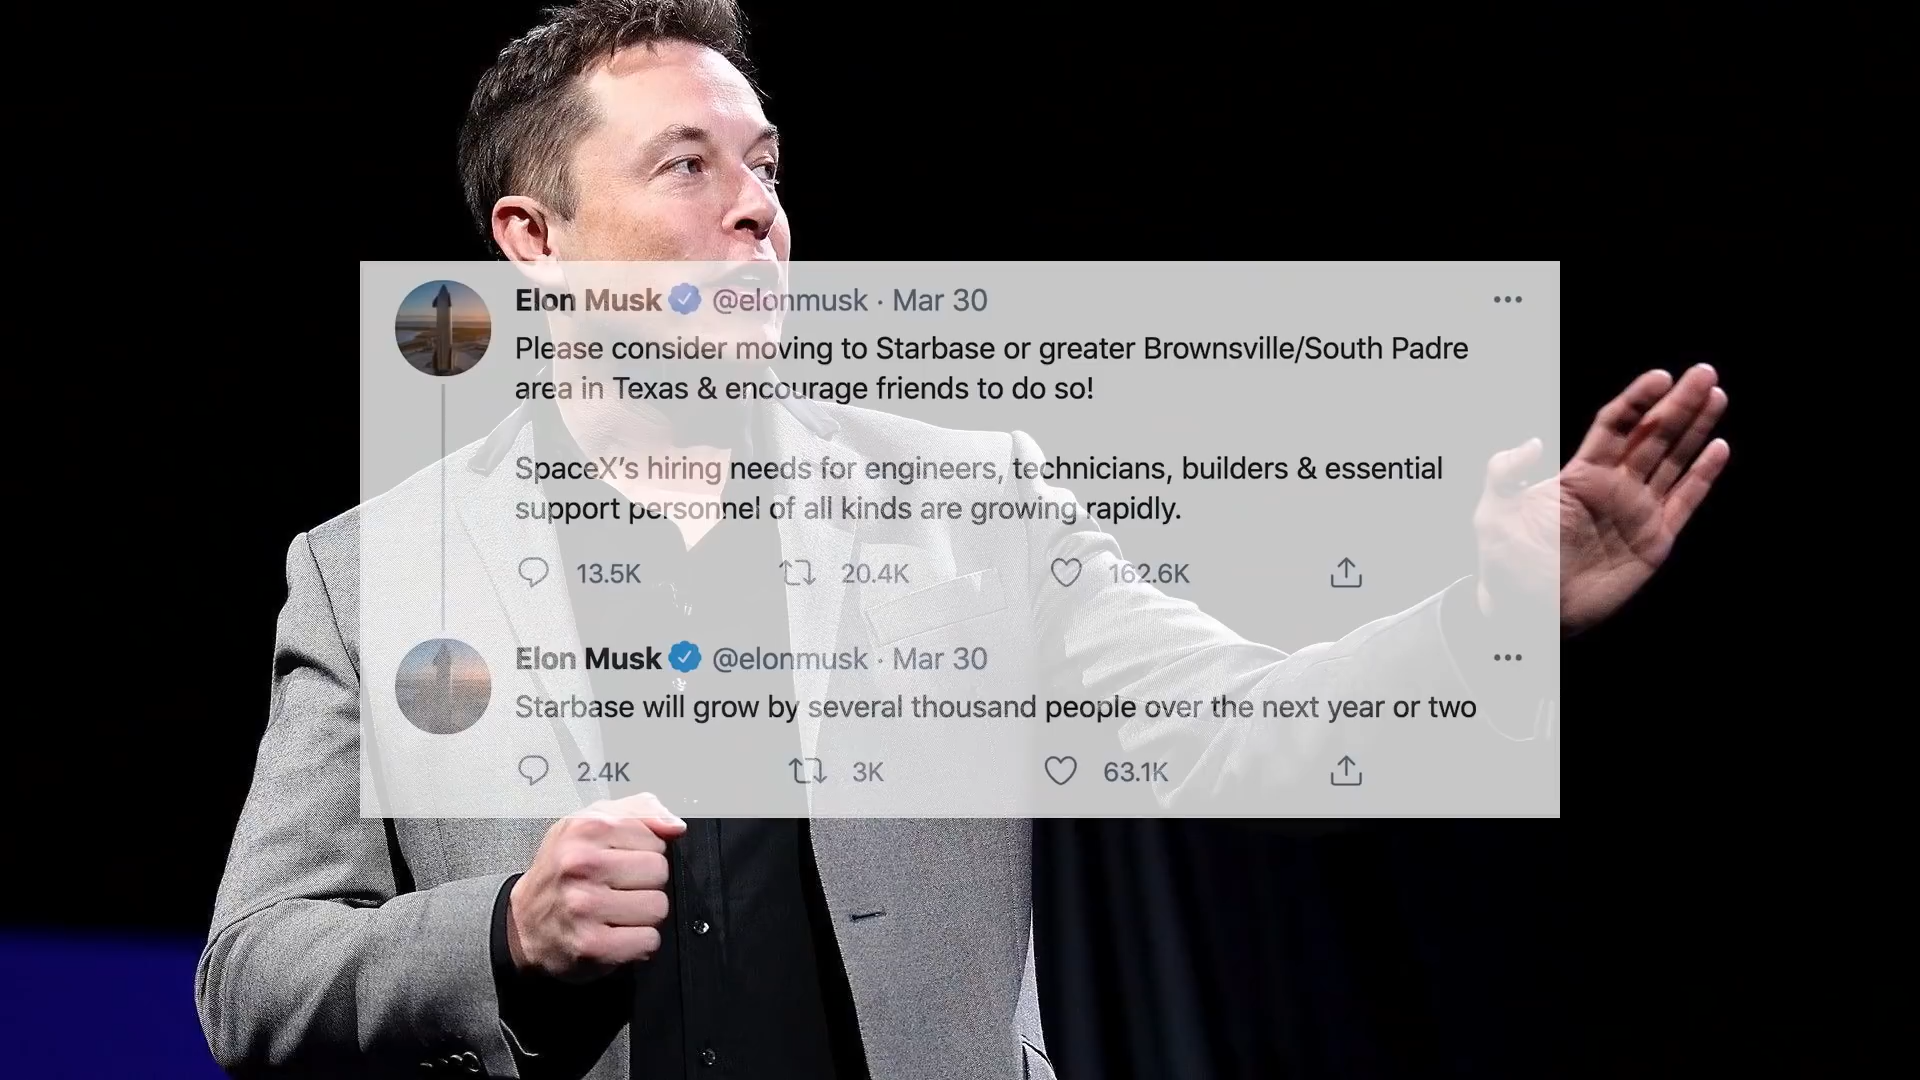 Elon Musk @elonmusk · Mar 30
Please consider moving to Starbase or greater Brownsville/South Padre
area in Texas & encourage friends to do so!
SpaceX’s hiring needs for engineers, technicians, builders & essential
support personnel of all kinds are growing rapidly.
13.5K 20.4K 162.6K
Elon Musk @elonmusk · Mar 30
Starbase will grow by several thousand people over the next year or two
2.4K 3K 63.1K